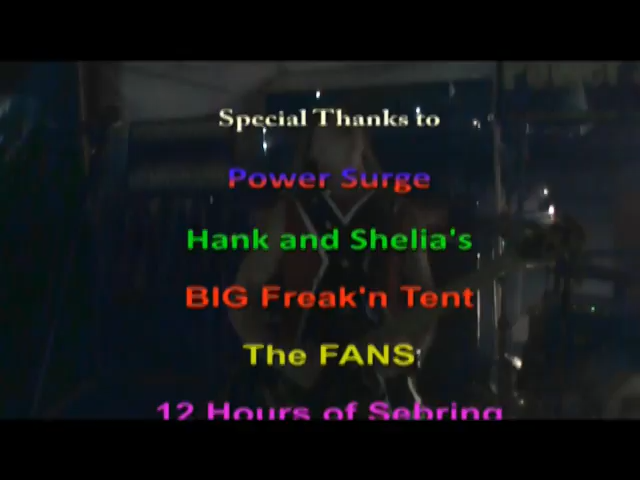 Special Thanks to
Power Surge
Hank and Shelia's
BIG Freak'n Tent
The FANS
12 Hours of Sebring